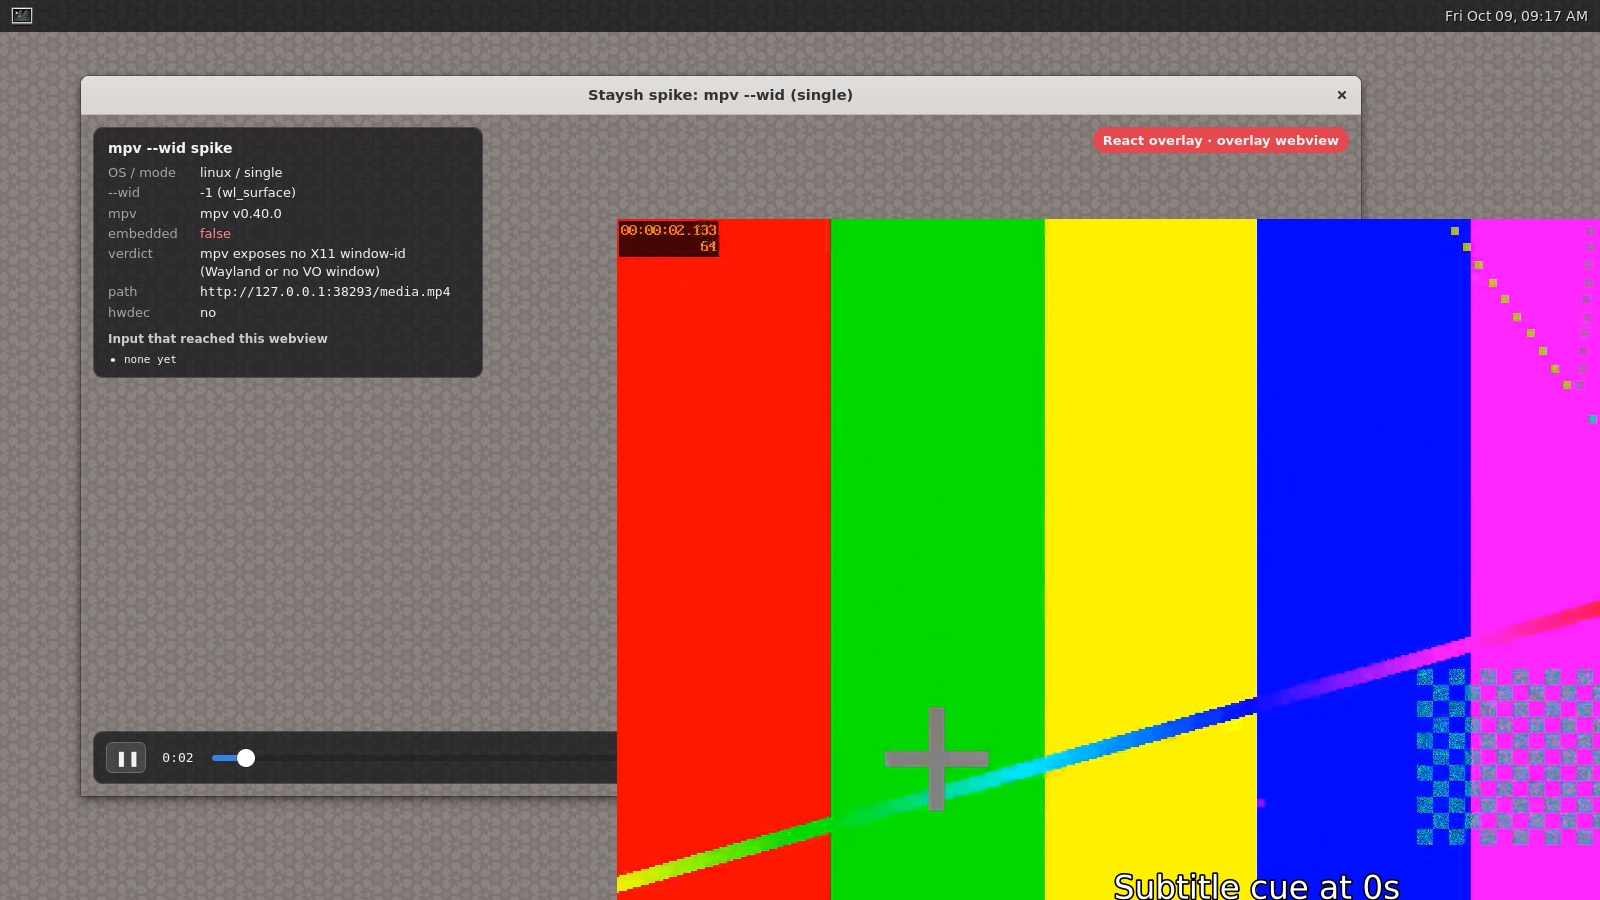 Fri Oct 09, 09:17 AM
Staysh spike: mpv --wid (single)
mpv --wid spike
React overlay · overlay webview
OS / mode linux / single
--wid -1 (wl_surface)
mpv mpv v0.40.0
embedded false
verdict mpv exposes no X11 window-id
(Wayland or no VO window)
path http://127.0.0.1:38293/media.mp4
hwdec no
Input that reached this webview
• none yet
00:00:02.133
64
0:02
Subtitle cue at 0s